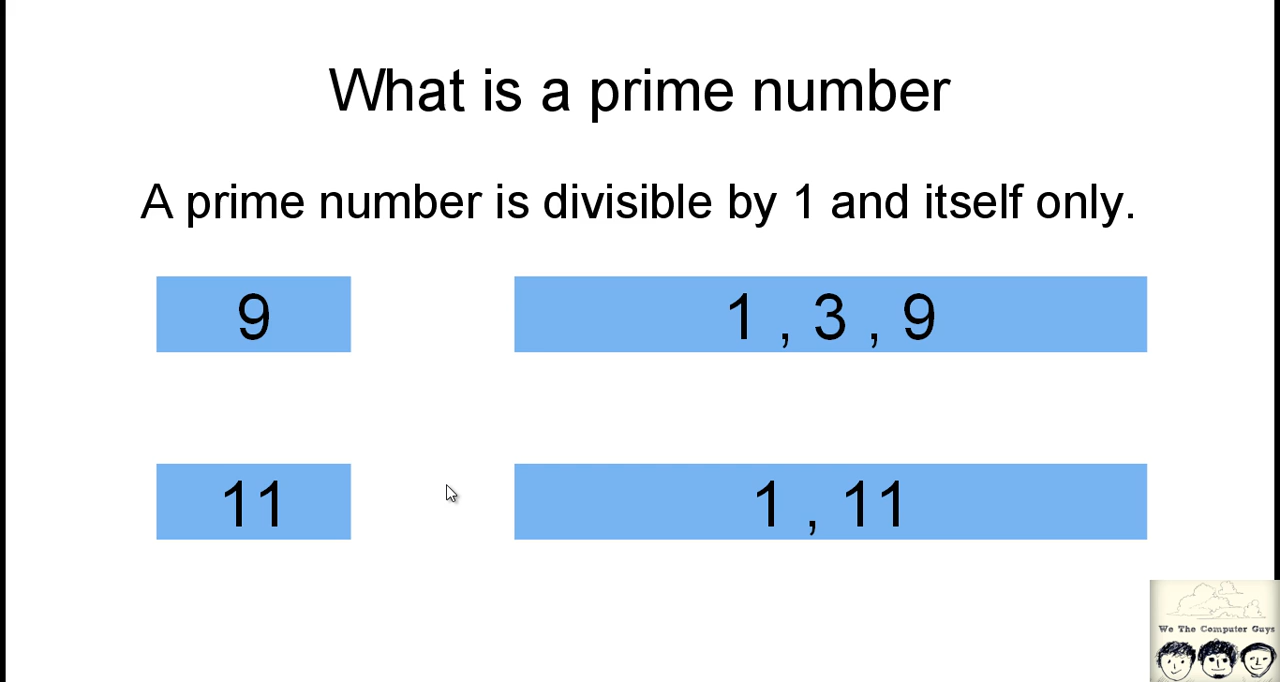 What is a prime number
A prime number is divisible by 1 and itself only.
9
1 , 3 , 9
11
1 , 11
We The Computer Guys